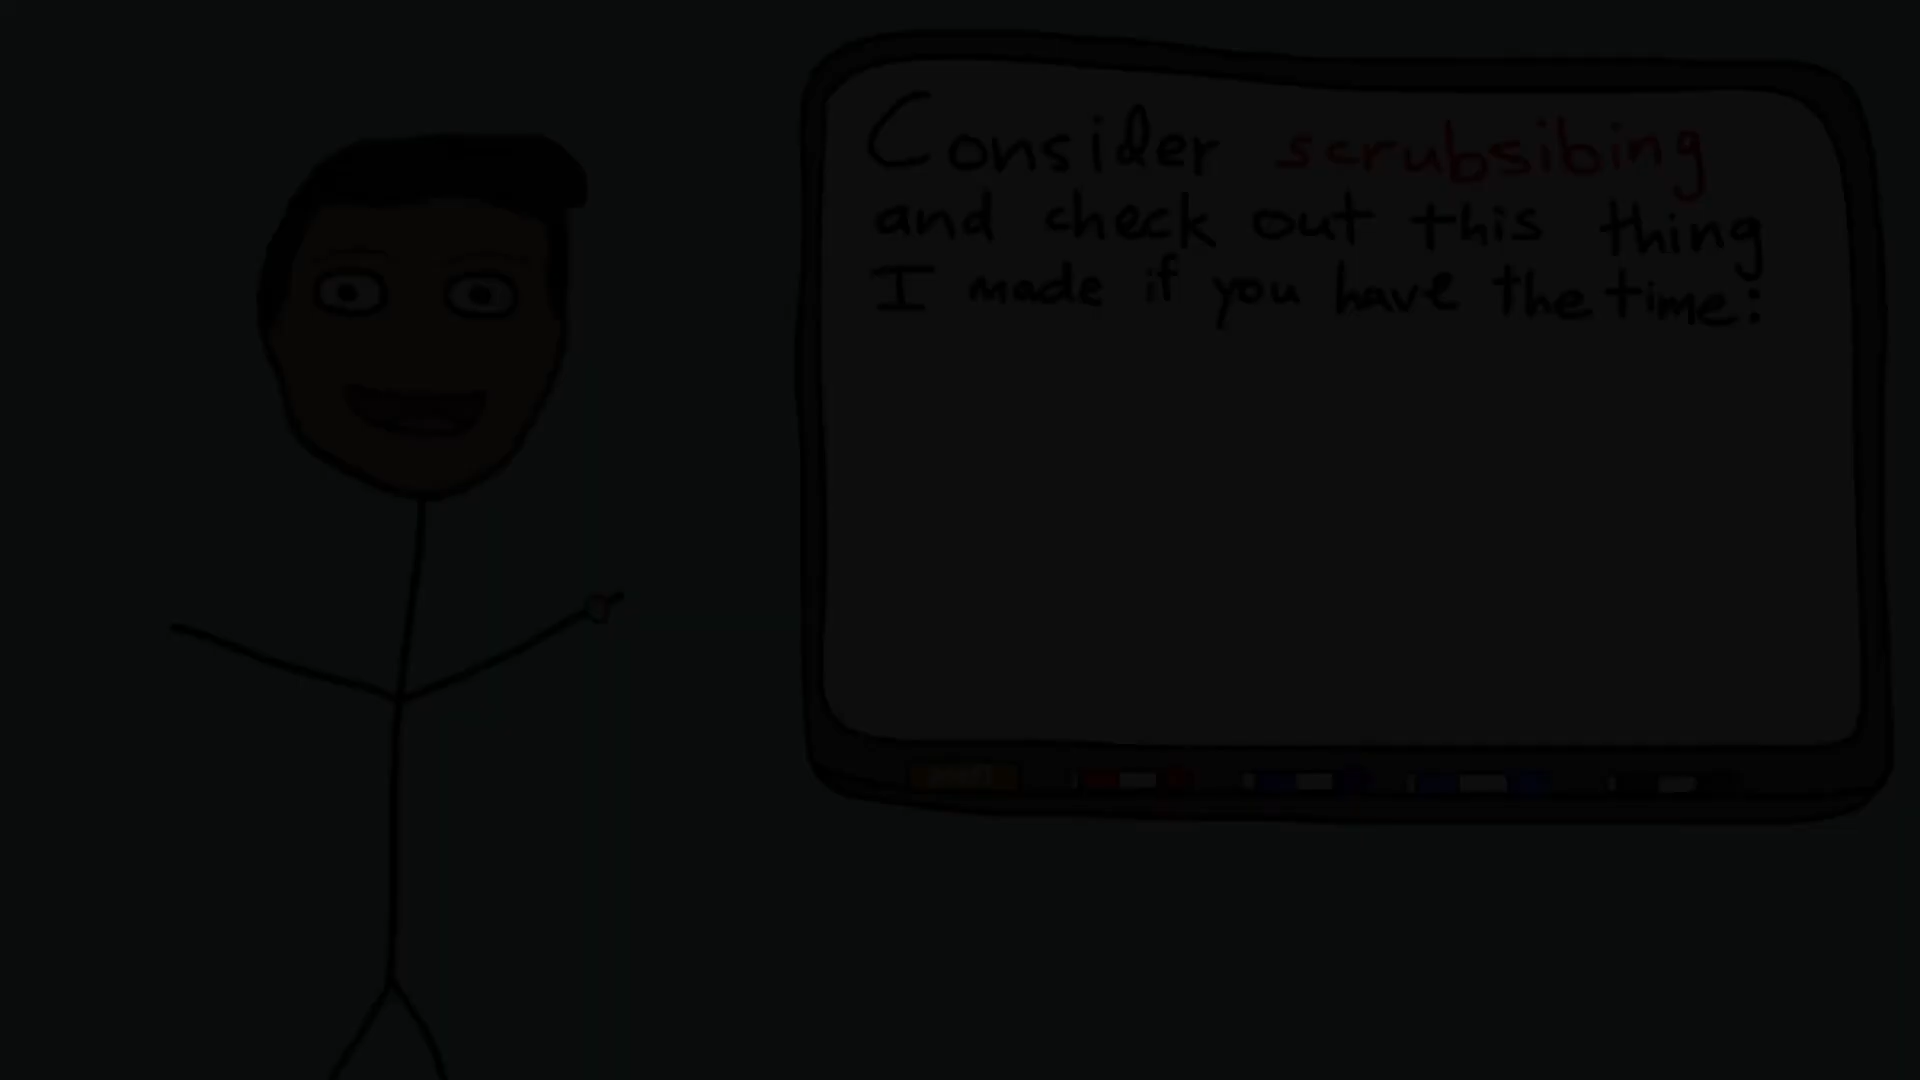 Consider scrubsibing
and check out this thing
I made if you have the time: